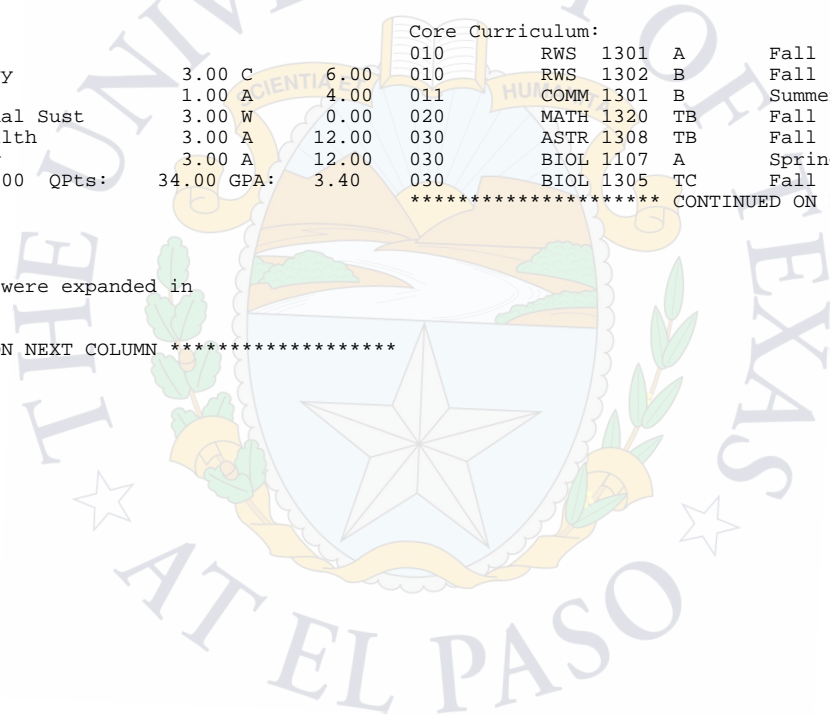 Core Curriculum:
010 RWS 1301 A Fall
y 3.00 C 6.00 010 RWS 1302 B Fall
1.00 A 4.00 011 COMM 1301 B Summe
al Sust 3.00 W 0.00 020 MATH 1320 TB Fall
lth 3.00 A 12.00 030 ASTR 1308 TB Fall
3.00 A 12.00 030 BIOL 1107 A Sprin
00 QPts: 34.00 GPA: 3.40 030 BIOL 1305 TC Fall
********************* CONTINUED ON
were expanded in
ON NEXT COLUMN *******************
SCIENTIA ET HUMANITAS
THE UNIVERSITY OF TEXAS
AT EL PASO